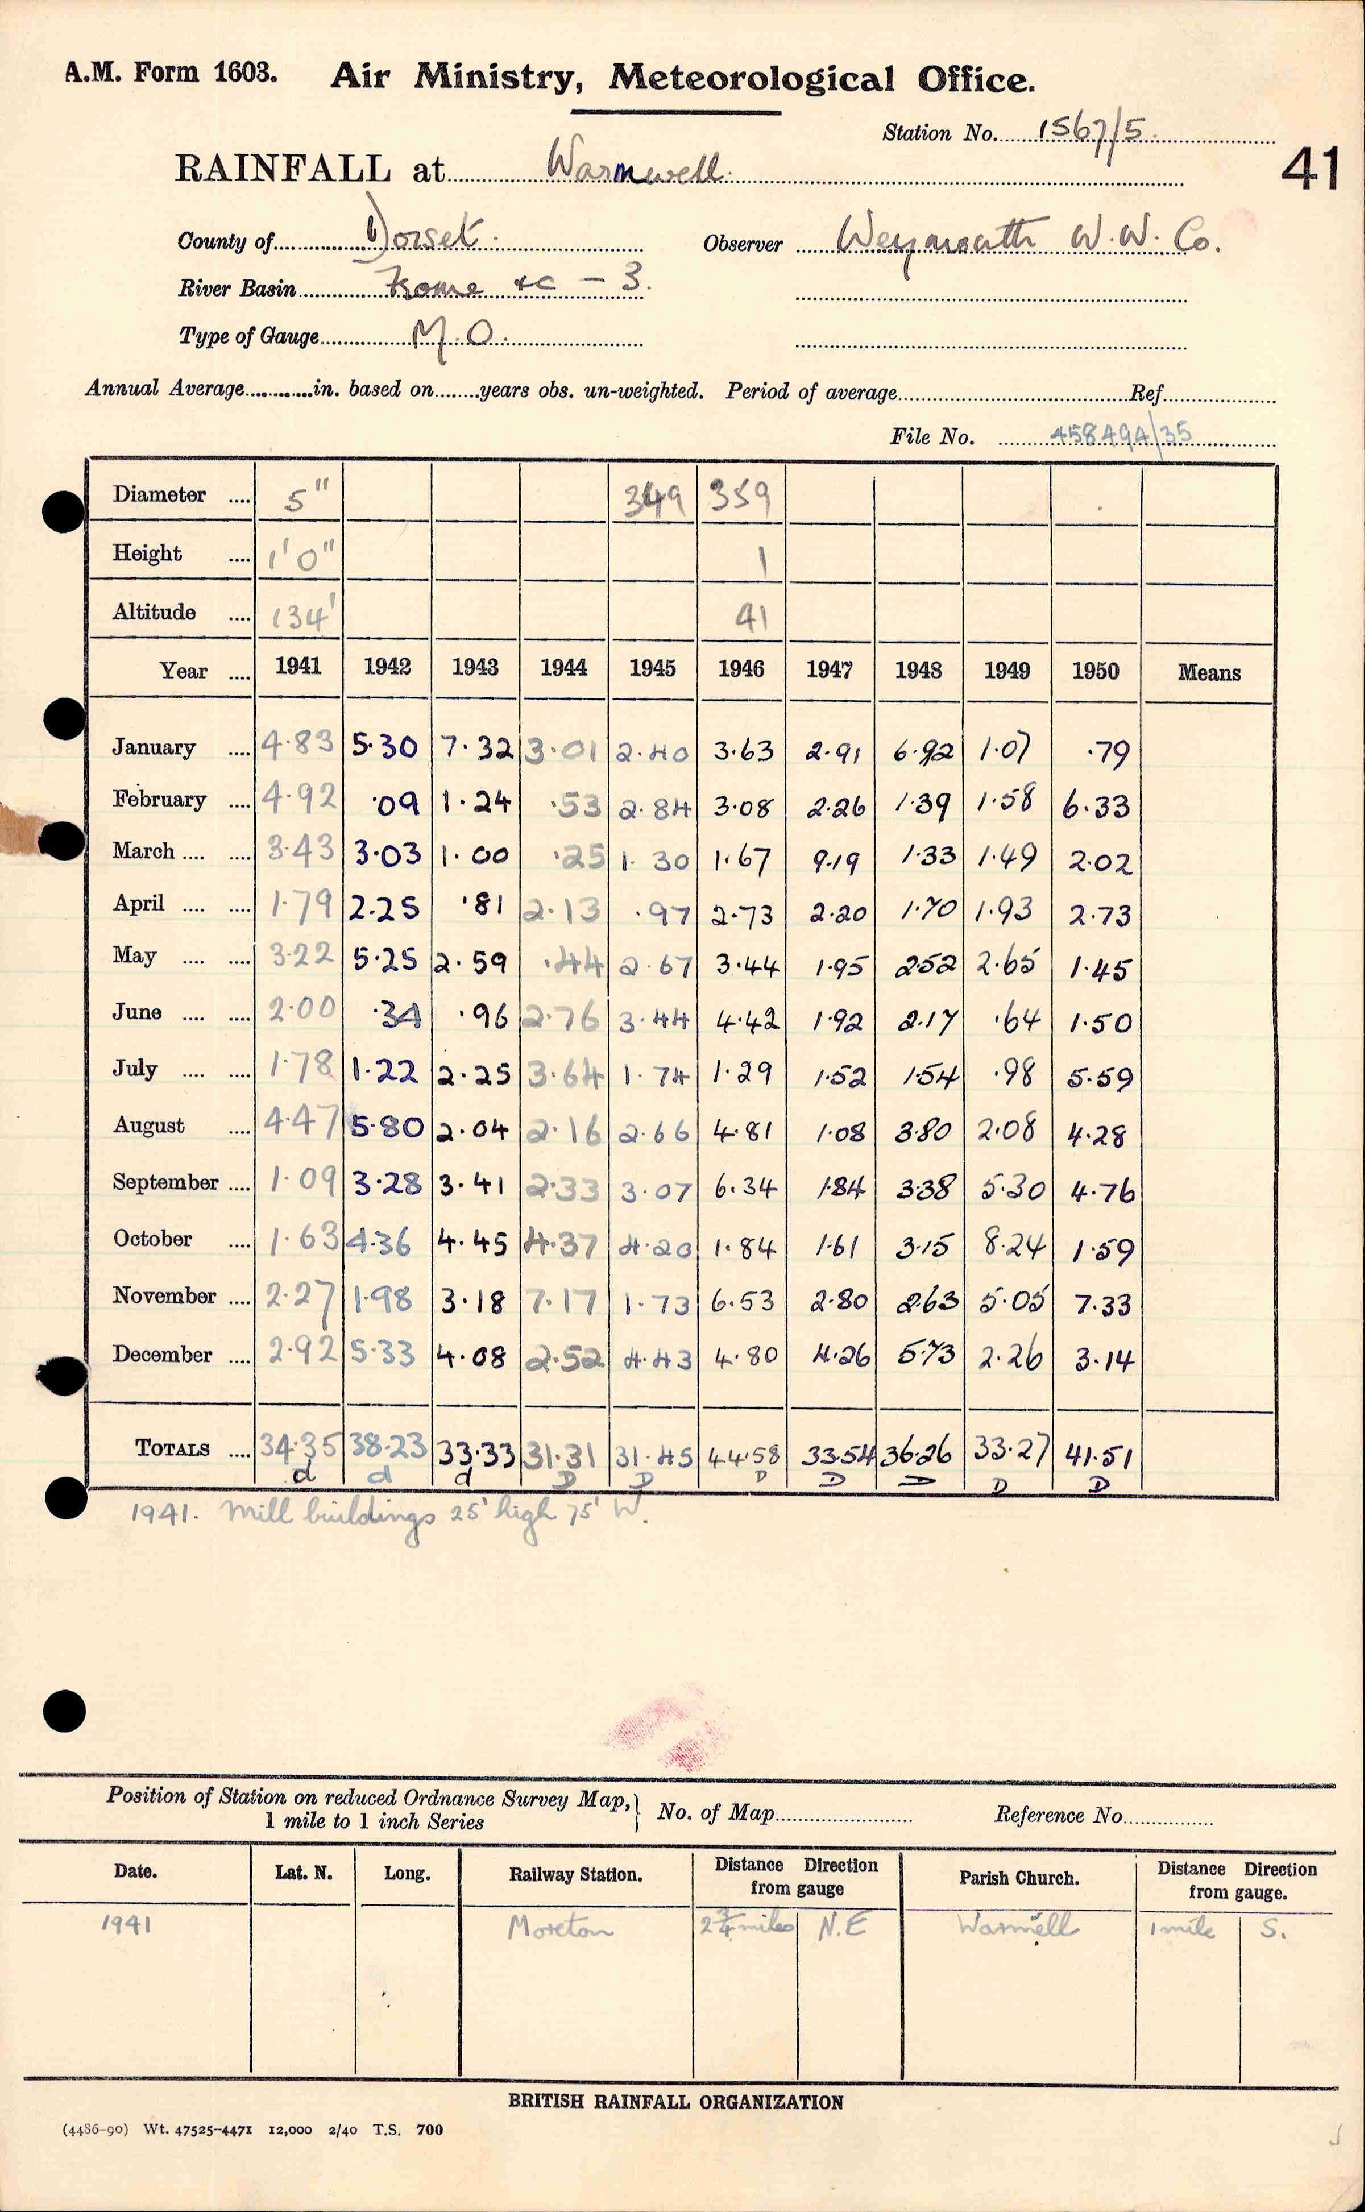 A.M. Form 1603. Air Ministry, Meteorological Office.
Station No. 1567/5
41
RAINFALL at Warmwell
County of Dorset. Observer Weymouth W.W. Co.
River Basin Frome &c - 3.
Type of Gauge M.O.
Annual Average in. based on years obs. un-weighted. Period of average Ref.
File No. 458494/35
Diameter 5" 349 359
Height 1'0" 1
Altitude 134' 41
Year 1941 1942 1943 1944 1945 1946 1947 1948 1949 1950 Means
January 4.83 5.30 7.32 3.01 2.40 3.63 2.91 6.92 1.07 .79
February 4.92 .09 1.24 .53 2.84 3.08 2.26 1.39 1.58 6.33
March 3.43 3.03 1.00 .25 1.30 1.67 9.19 1.33 1.49 2.02
April 1.79 2.25 .81 2.13 .97 2.73 2.20 1.70 1.93 2.73
May 3.22 5.25 2.59 .44 2.67 3.44 1.95 2.52 2.65 1.45
June 2.00 .34 .96 2.76 3.44 4.42 1.92 2.17 .64 1.50
July 1.78 1.22 2.25 3.64 1.74 1.29 1.52 1.54 .98 5.59
August 4.47 5.80 2.04 2.16 2.66 4.81 1.08 3.80 2.08 4.28
September 1.09 3.28 3.41 2.33 3.07 6.34 1.84 3.38 5.30 4.76
October 1.63 4.36 4.45 4.37 4.20 1.84 1.61 3.15 8.24 1.59
November 2.27 1.98 3.18 7.17 1.73 6.53 2.80 2.63 5.05 7.33
December 2.92 5.33 4.08 2.52 4.43 4.80 4.26 5.73 2.26 3.14
TOTALS 34.35 38.23 33.33 31.31 31.45 44.58 33.54 36.26 33.27 41.51
d d d D D D D D D D
1941. Mill buildings 25' high 75' W.
Position of Station on reduced Ordnance Survey Map, 1 mile to 1 inch Series } No. of Map Reference No.
Date. Lat. N. Long. Railway Station. Distance Direction from gauge Parish Church. Distance Direction from gauge.
1941 Moreton 2 3/4 miles N.E Warmell 1 mile S.
BRITISH RAINFALL ORGANIZATION
(4486-90) Wt. 47525-4471 12,000 2/40 T.S. 700